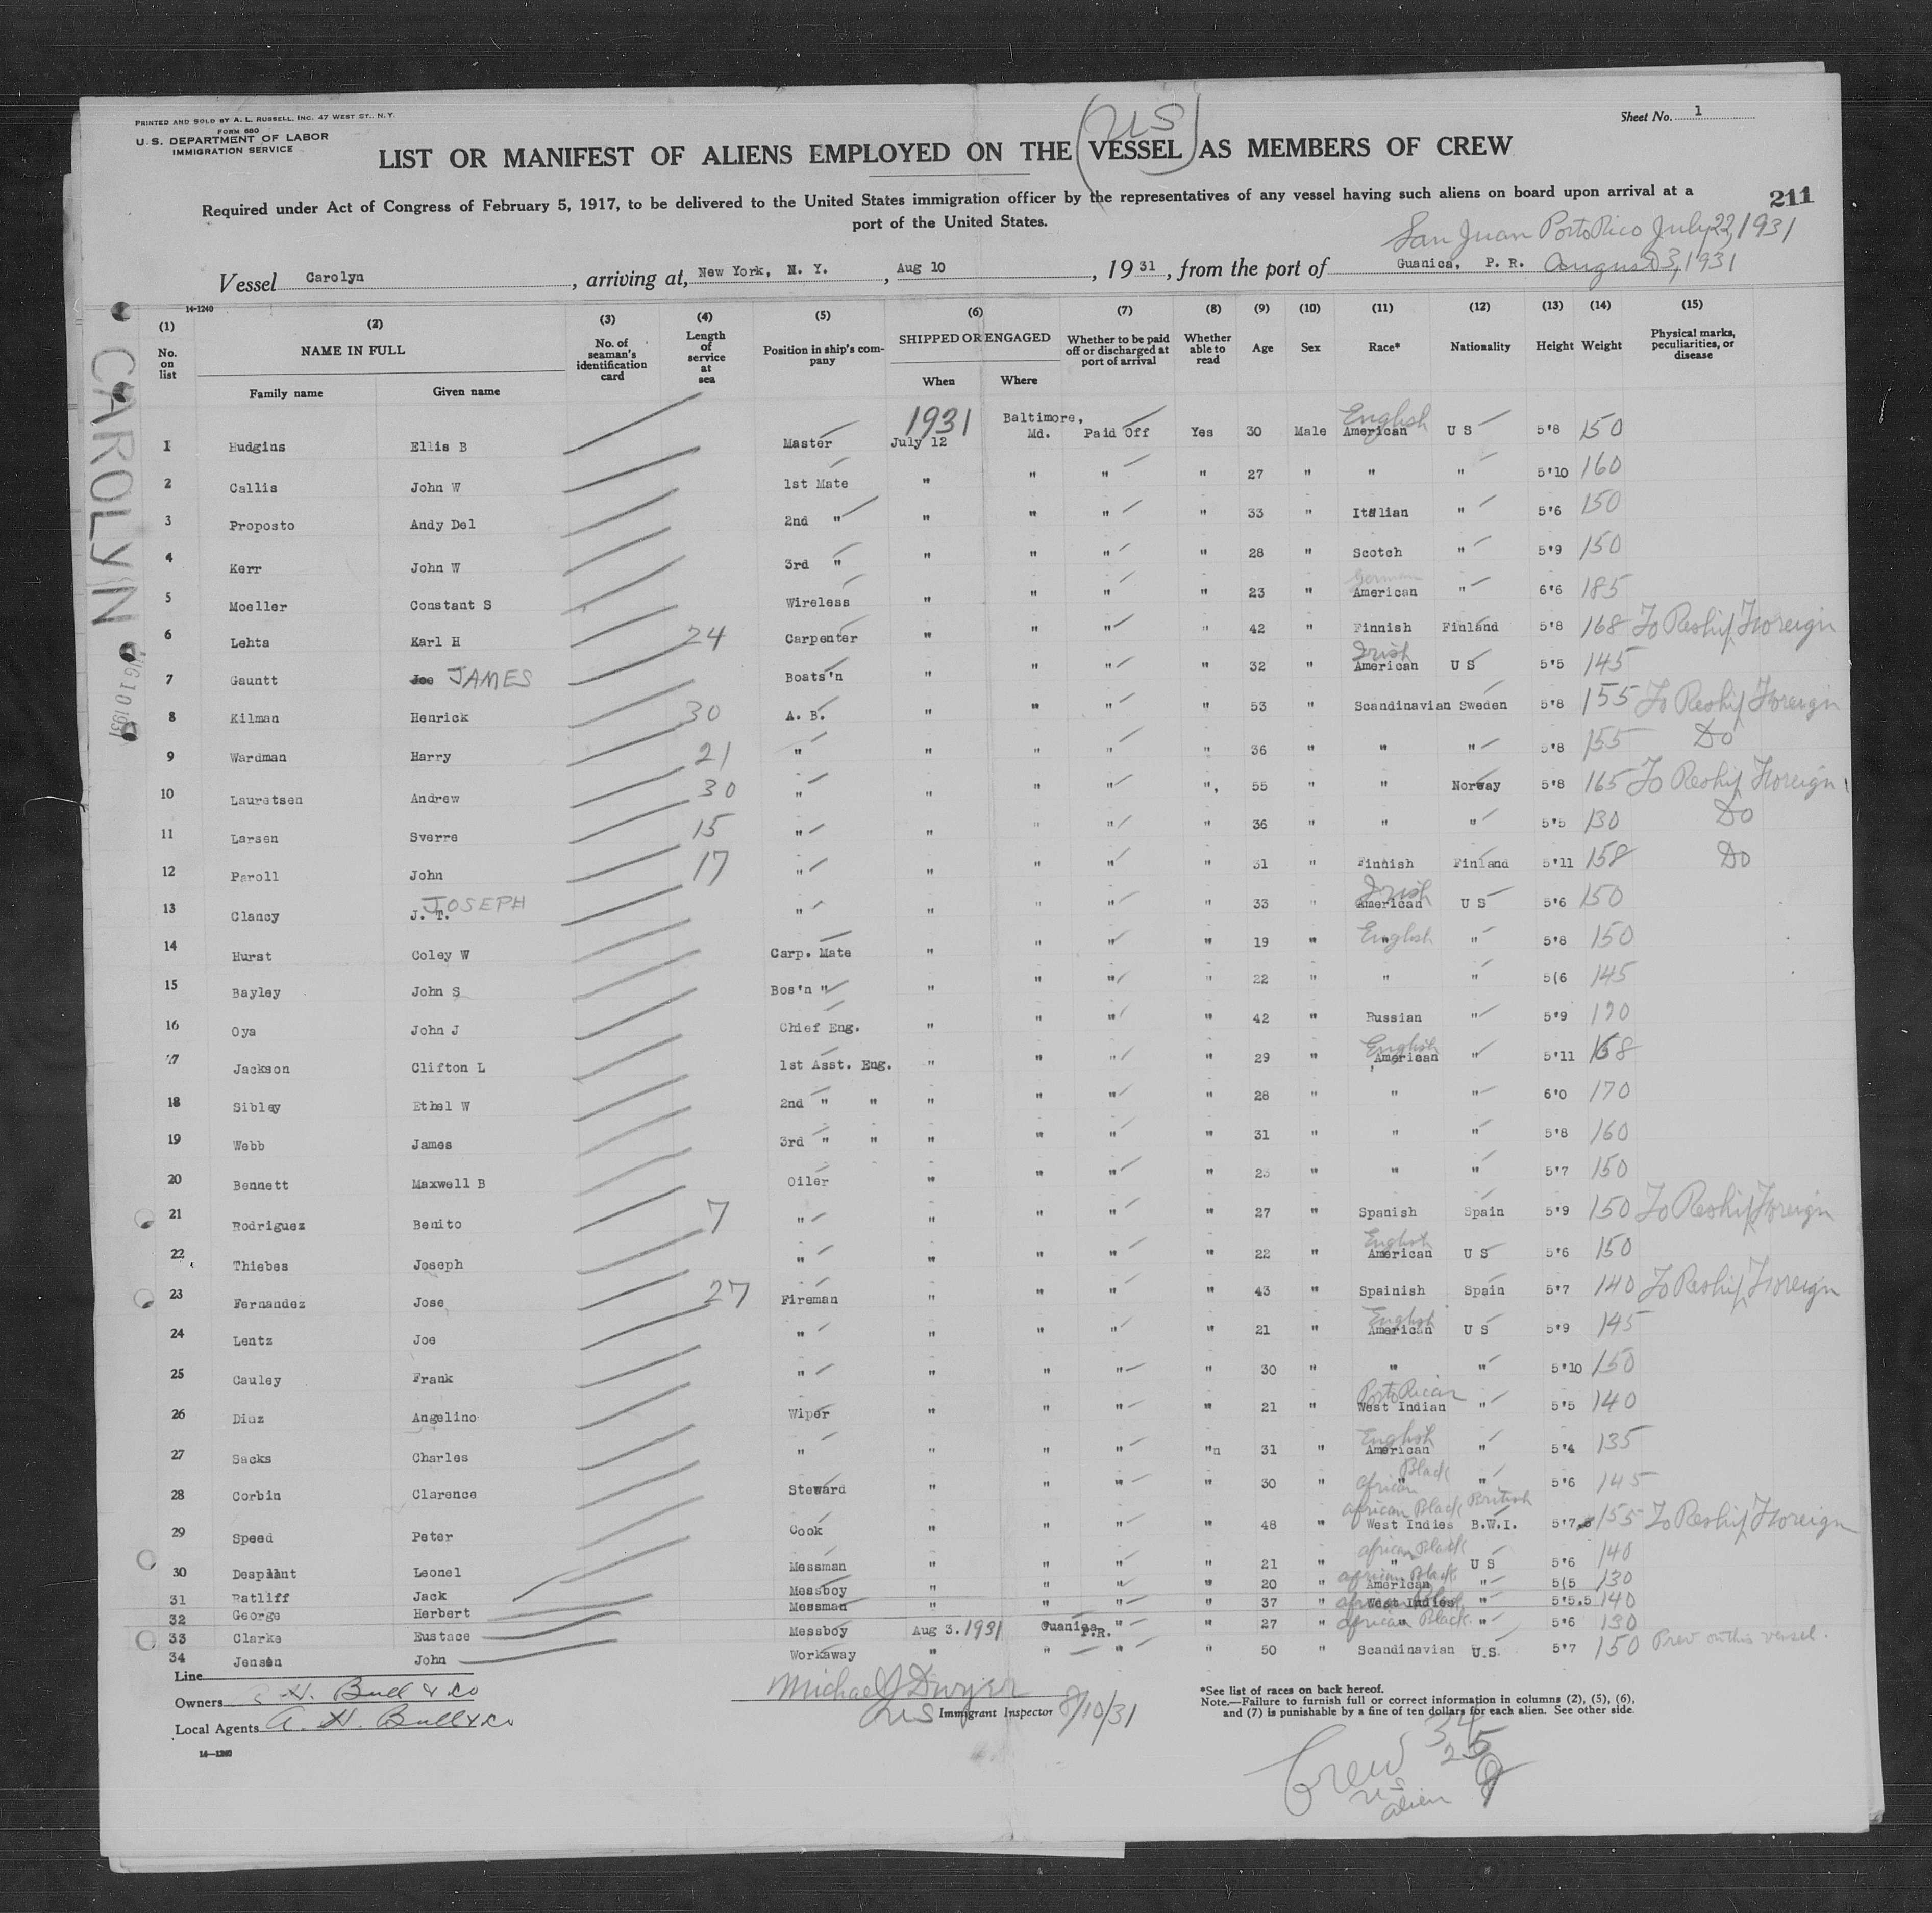 PRINTED AND SOLD BY A. L. RUSSELL, INC. 47 WEST ST., N.Y.
FORM 680
U. S. DEPARTMENT OF LABOR
IMMIGRATION SERVICE
Sheet No. 1
US
LIST OR MANIFEST OF ALIENS EMPLOYED ON THE VESSEL AS MEMBERS OF CREW
211
Required under Act of Congress of February 5, 1917, to be delivered to the United States immigration officer by the representatives of any vessel having such aliens on board upon arrival at a
port of the United States.
San Juan Porto Rico July 22, 1931
Vessel Carolyn, arriving at, New York, N. Y., Aug 10, 1931, from the port of Guanica, P. R. August 3, 1931
14-1240
CAROLYN
(1) No. on list (2) NAME IN FULL Family name Given name (3) No. of seaman's identification card (4) Length of service at sea (5) Position in ship's company (6) SHIPPED OR ENGAGED When Where (7) Whether to be paid off or discharged at port of arrival (8) Whether able to read (9) Age (10) Sex (11) Race* (12) Nationality (13) Height (14) Weight (15) Physical marks, peculiarities, or disease
1 Hudgins Ellis B Master 1931 July 12 Baltimore, Md. Paid Off Yes 30 Male English American U S 5'8 150
2 Callis John W 1st Mate " " " " 27 " " " 5'10 160
3 Proposto Andy Del 2nd " " " " " 33 " Italian " 5'6 150
4 Kerr John W 3rd " " " " " 28 " Scotch " 5'9 150
5 Moeller Constant S Wireless " " " " 23 " German American " 6'6 185
6 Lehta Karl H 24 Carpenter " " " " 42 " Finnish Finland 5'8 168 To Reship Foreign
7 Gauntt Joe JAMES Boats'n " " " " 32 " Irish American U S 5'5 145
8 Kilman Henrick 30 A. B. " " " " 53 " Scandinavian Sweden 5'8 155 To Reship Foreign
9 Wardman Harry 21 " " " " " 36 " " " 5'8 155 Do
10 Lauretsen Andrew 30 " " " " ", 55 " " Norway 5'8 165 To Reship Foreign
11 Larsen Sverre 15 " " " " " 36 " " " 5'5 130 Do
12 Paroll John 17 " " " " " 31 " Finnish Finland 5'11 158 Do
13 Clancy J. T. JOSEPH " " " " " 33 " Irish American U S 5'6 150
14 Hurst Coley W Carp. Mate " " " " 19 " English " " 5'8 150
15 Bayley John S Bos'n " " " " " 22 " " " 5(6 145
16 Oya John J Chief Eng. " " " " 42 " Russian " 5'9 190
17 Jackson Clifton L 1st Asst. Eng. " " " " 29 " English American " 5'11 168
18 Sibley Ethel W 2nd " " " " " " 28 " " " 6'0 170
19 Webb James 3rd " " " " " " 31 " " " 5'8 160
20 Bennett Maxwell B Oiler " " " " " " " 5'7 150
21 Rodriguez Benito 7 " " " " " 27 " Spanish Spain 5'9 150 To Reship Foreign
22 Thiebes Joseph " " " " " 22 " English American U S 5'6 150
23 Fernandez Jose 27 Fireman " " " " 43 " Spainish Spain 5'7 140 To Reship Foreign
24 Lentz Joe " " " " " 21 " English American U S 5'9 145
25 Cauley Frank " " " " " 30 " " " 5'10 150
26 Diaz Angelino Wiper " " " " 21 " Porto Rican West Indian " 5'5 140
27 Sacks Charles " " " " "n 31 " English American " 5'4 135
28 Corbin Clarence Steward " " " " 30 " African Black " " 5'6 145
29 Speed Peter Cook " " " " 48 " African Black West Indies British B.W.I. 5'7 155 To Reship Foreign
30 Leonel Messman " " " " 21 " African Black " U S 5'6 140
31 Ratliff Jack Messboy " " " " 20 " African Black American " 5(5 130
32 George Herbert Messman " " " " 37 " African Black West Indies " 5'5.5 140
33 Clarke Eustace Messboy Aug 3. 1931 Guanica P.R. " " 27 " African Black " " 5'6 130
34 Jensen John Workaway " " " " 50 " Scandinavian U.S. 5'7 150 Prev on this vessel.
Line
Owners A. H. Bull & Co
Local Agents A. H. Bull & Co
14-1240
Michael J Dwyer
US Immigrant Inspector 8/10/31
*See list of races on back hereof.
Note.—Failure to furnish full or correct information in columns (2), (5), (6),
and (7) is punishable by a fine of ten dollars for each alien. See other side.
Crew 34
US 25
alien 9